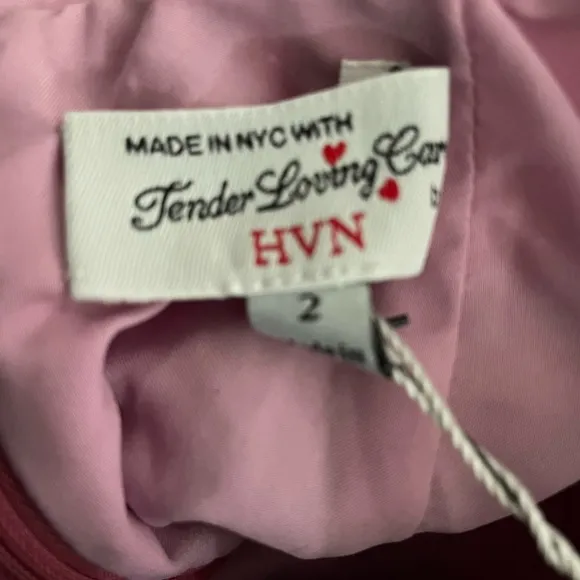 MADE IN NYC WITH
Tender Loving Car
HVN
2